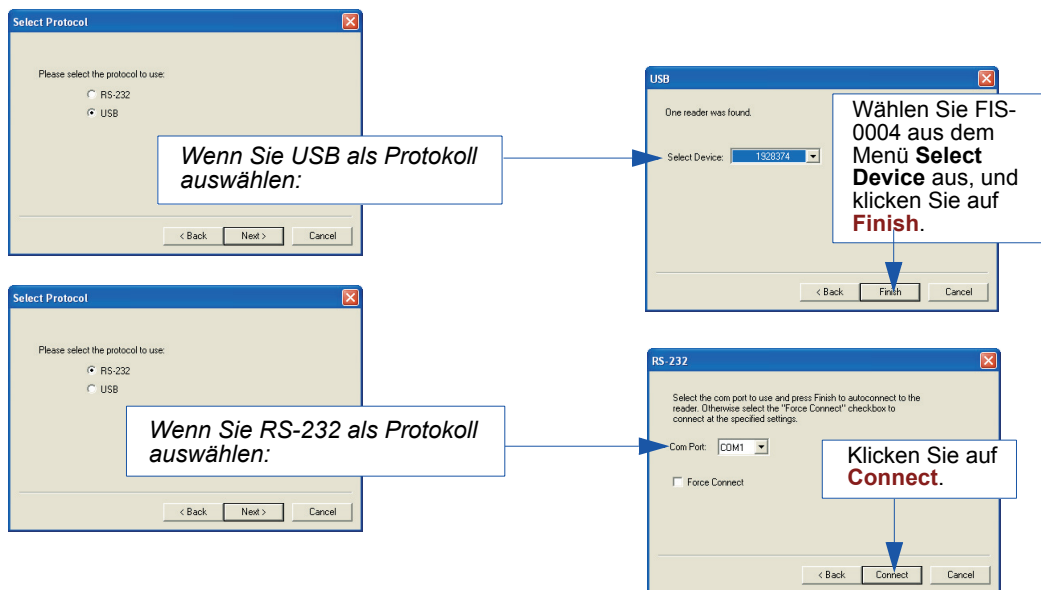 Select Protocol
Please select the protocol to use:
RS-232
USB
Wenn Sie USB als Protokoll
auswählen:
< Back Next > Cancel
USB
One reader was found.
Select Device: 1928374
Wählen Sie FIS-
0004 aus dem
Menü Select
Device aus, und
klicken Sie auf
Finish.
< Back Finish Cancel
Select Protocol
Please select the protocol to use:
RS-232
USB
Wenn Sie RS-232 als Protokoll
auswählen:
< Back Next > Cancel
RS-232
Select the com port to use and press Finish to autoconnect to the
reader. Otherwise select the "Force Connect" checkbox to
connect at the specified settings.
Com Port: COM1
Force Connect
Klicken Sie auf
Connect.
< Back Connect Cancel